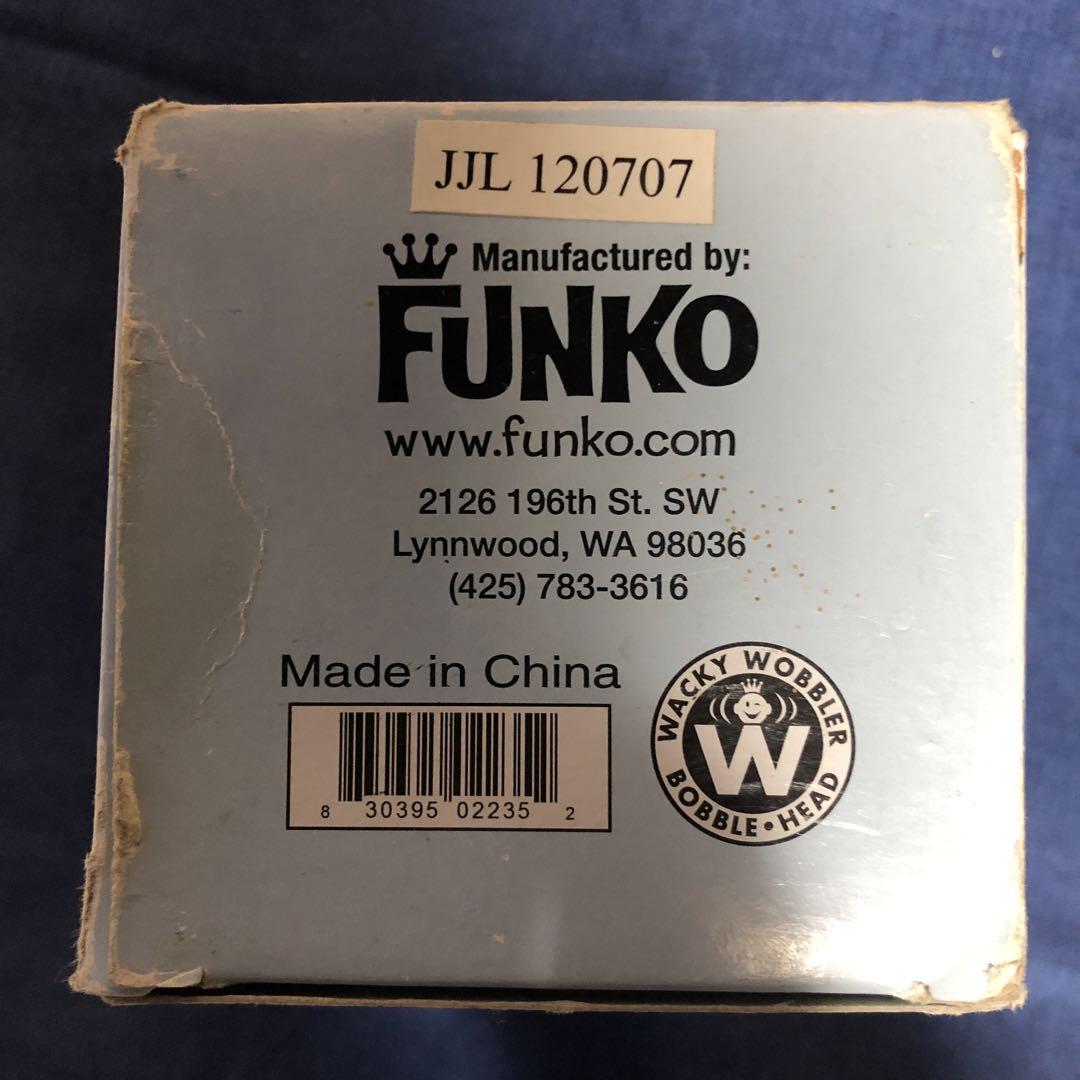 JJL 120707
Manufactured by:
FUNKO
www.funko.com
2126 196th St. SW
Lynnwood, WA 98036
(425) 783-3616
Made in China
8 30395 02235 2
WACKY WOBBLER
W
BOBBLE • HEAD